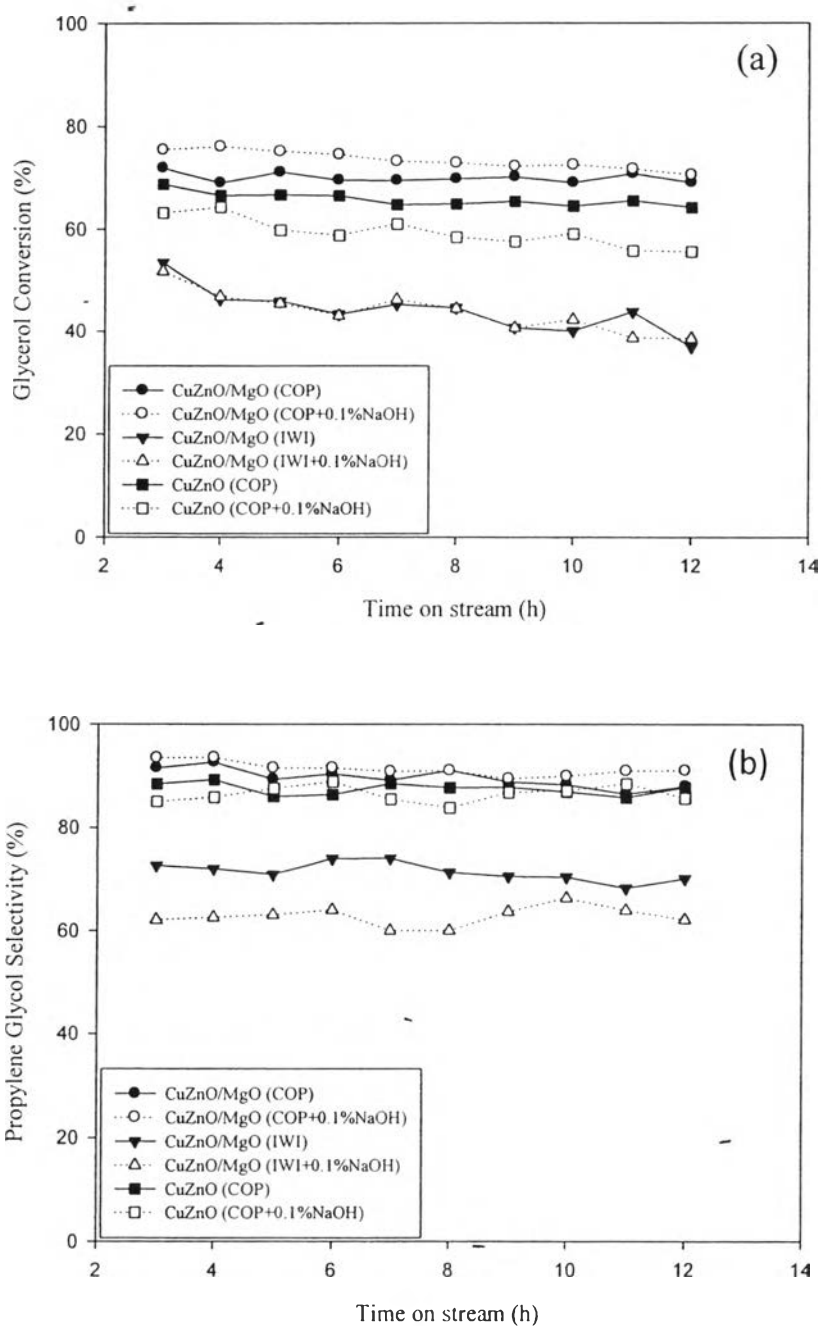 100
80
60
40
20
0
Glycerol Conversion (%)
(a)
CuZnO/MgO (COP)
CuZnO/MgO (COP+0.1%NaOH)
CuZnO/MgO (IWI)
CuZnO/MgO (IWI+0.1%NaOH)
CuZnO (COP)
CuZnO (COP+0.1%NaOH)
2 4 6 8 10 12 14
Time on stream (h)
100
80
60
40
20
0
Propylene Glycol Selectivity (%)
(b)
CuZnO/MgO (COP)
CuZnO/MgO (COP+0.1%NaOH)
CuZnO/MgO (IWI)
CuZnO/MgO (IWI+0.1%NaOH)
CuZnO (COP)
CuZnO (COP+0.1%NaOH)
2 4 6 8 10 12 14
Time on stream (h)